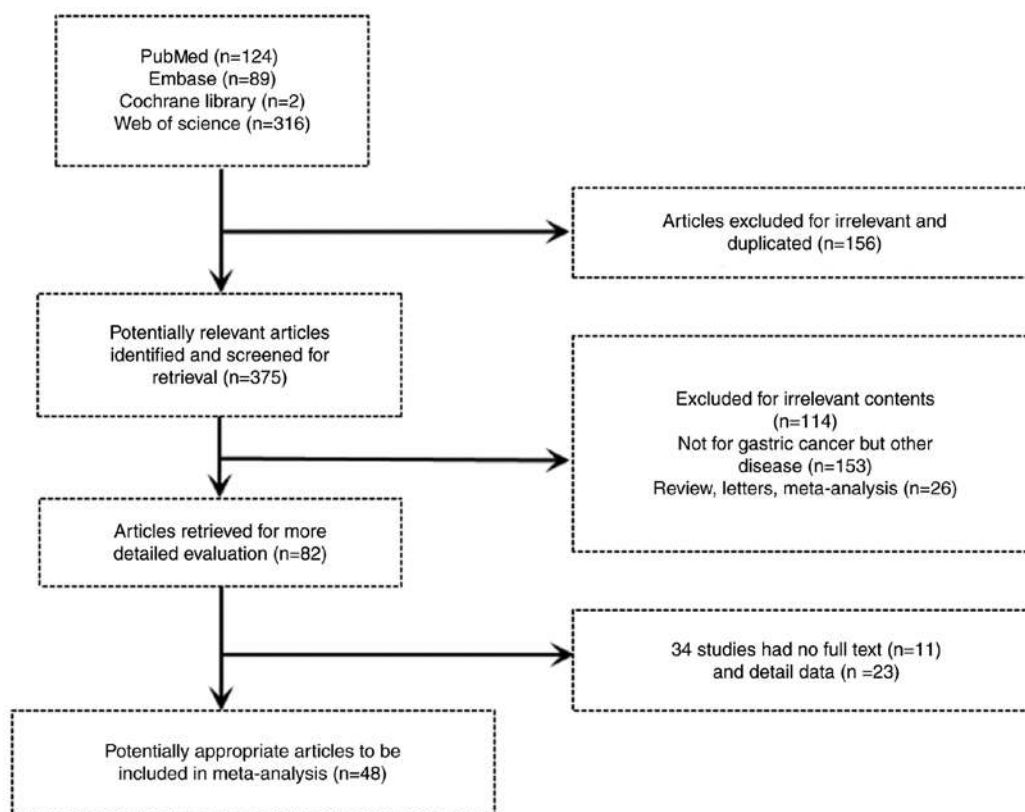 PubMed (n=124)
Embase (n=89)
Cochrane library (n=2)
Web of science (n=316)
Articles excluded for irrelevant and
duplicated (n=156)
Potentially relevant articles
identified and screened for
retrieval (n=375)
Excluded for irrelevant contents
(n=114)
Not for gastric cancer but other
disease (n=153)
Review, letters, meta-analysis (n=26)
Articles retrieved for more
detailed evaluation (n=82)
34 studies had no full text (n=11)
and detail data (n =23)
Potentially appropriate articles to be
included in meta-analysis (n=48)